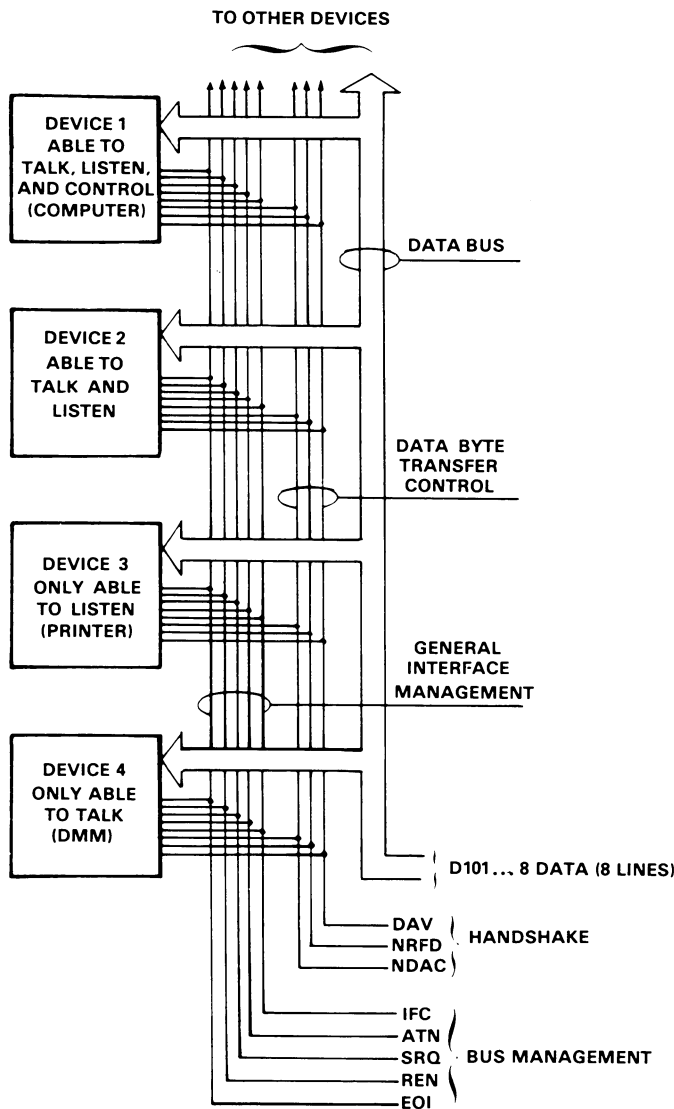 TO OTHER DEVICES
DEVICE 1
ABLE TO
TALK, LISTEN,
AND CONTROL
(COMPUTER)
DATA BUS
DEVICE 2
ABLE TO
TALK AND
LISTEN
DATA BYTE
TRANSFER
CONTROL
DEVICE 3
ONLY ABLE
TO LISTEN
(PRINTER)
GENERAL
INTERFACE
MANAGEMENT
DEVICE 4
ONLY ABLE
TO TALK
(DMM)
D101... 8 DATA (8 LINES)
DAV
NRFD
NDAC
HANDSHAKE
IFC
ATN
SRQ
REN
EOI
BUS MANAGEMENT